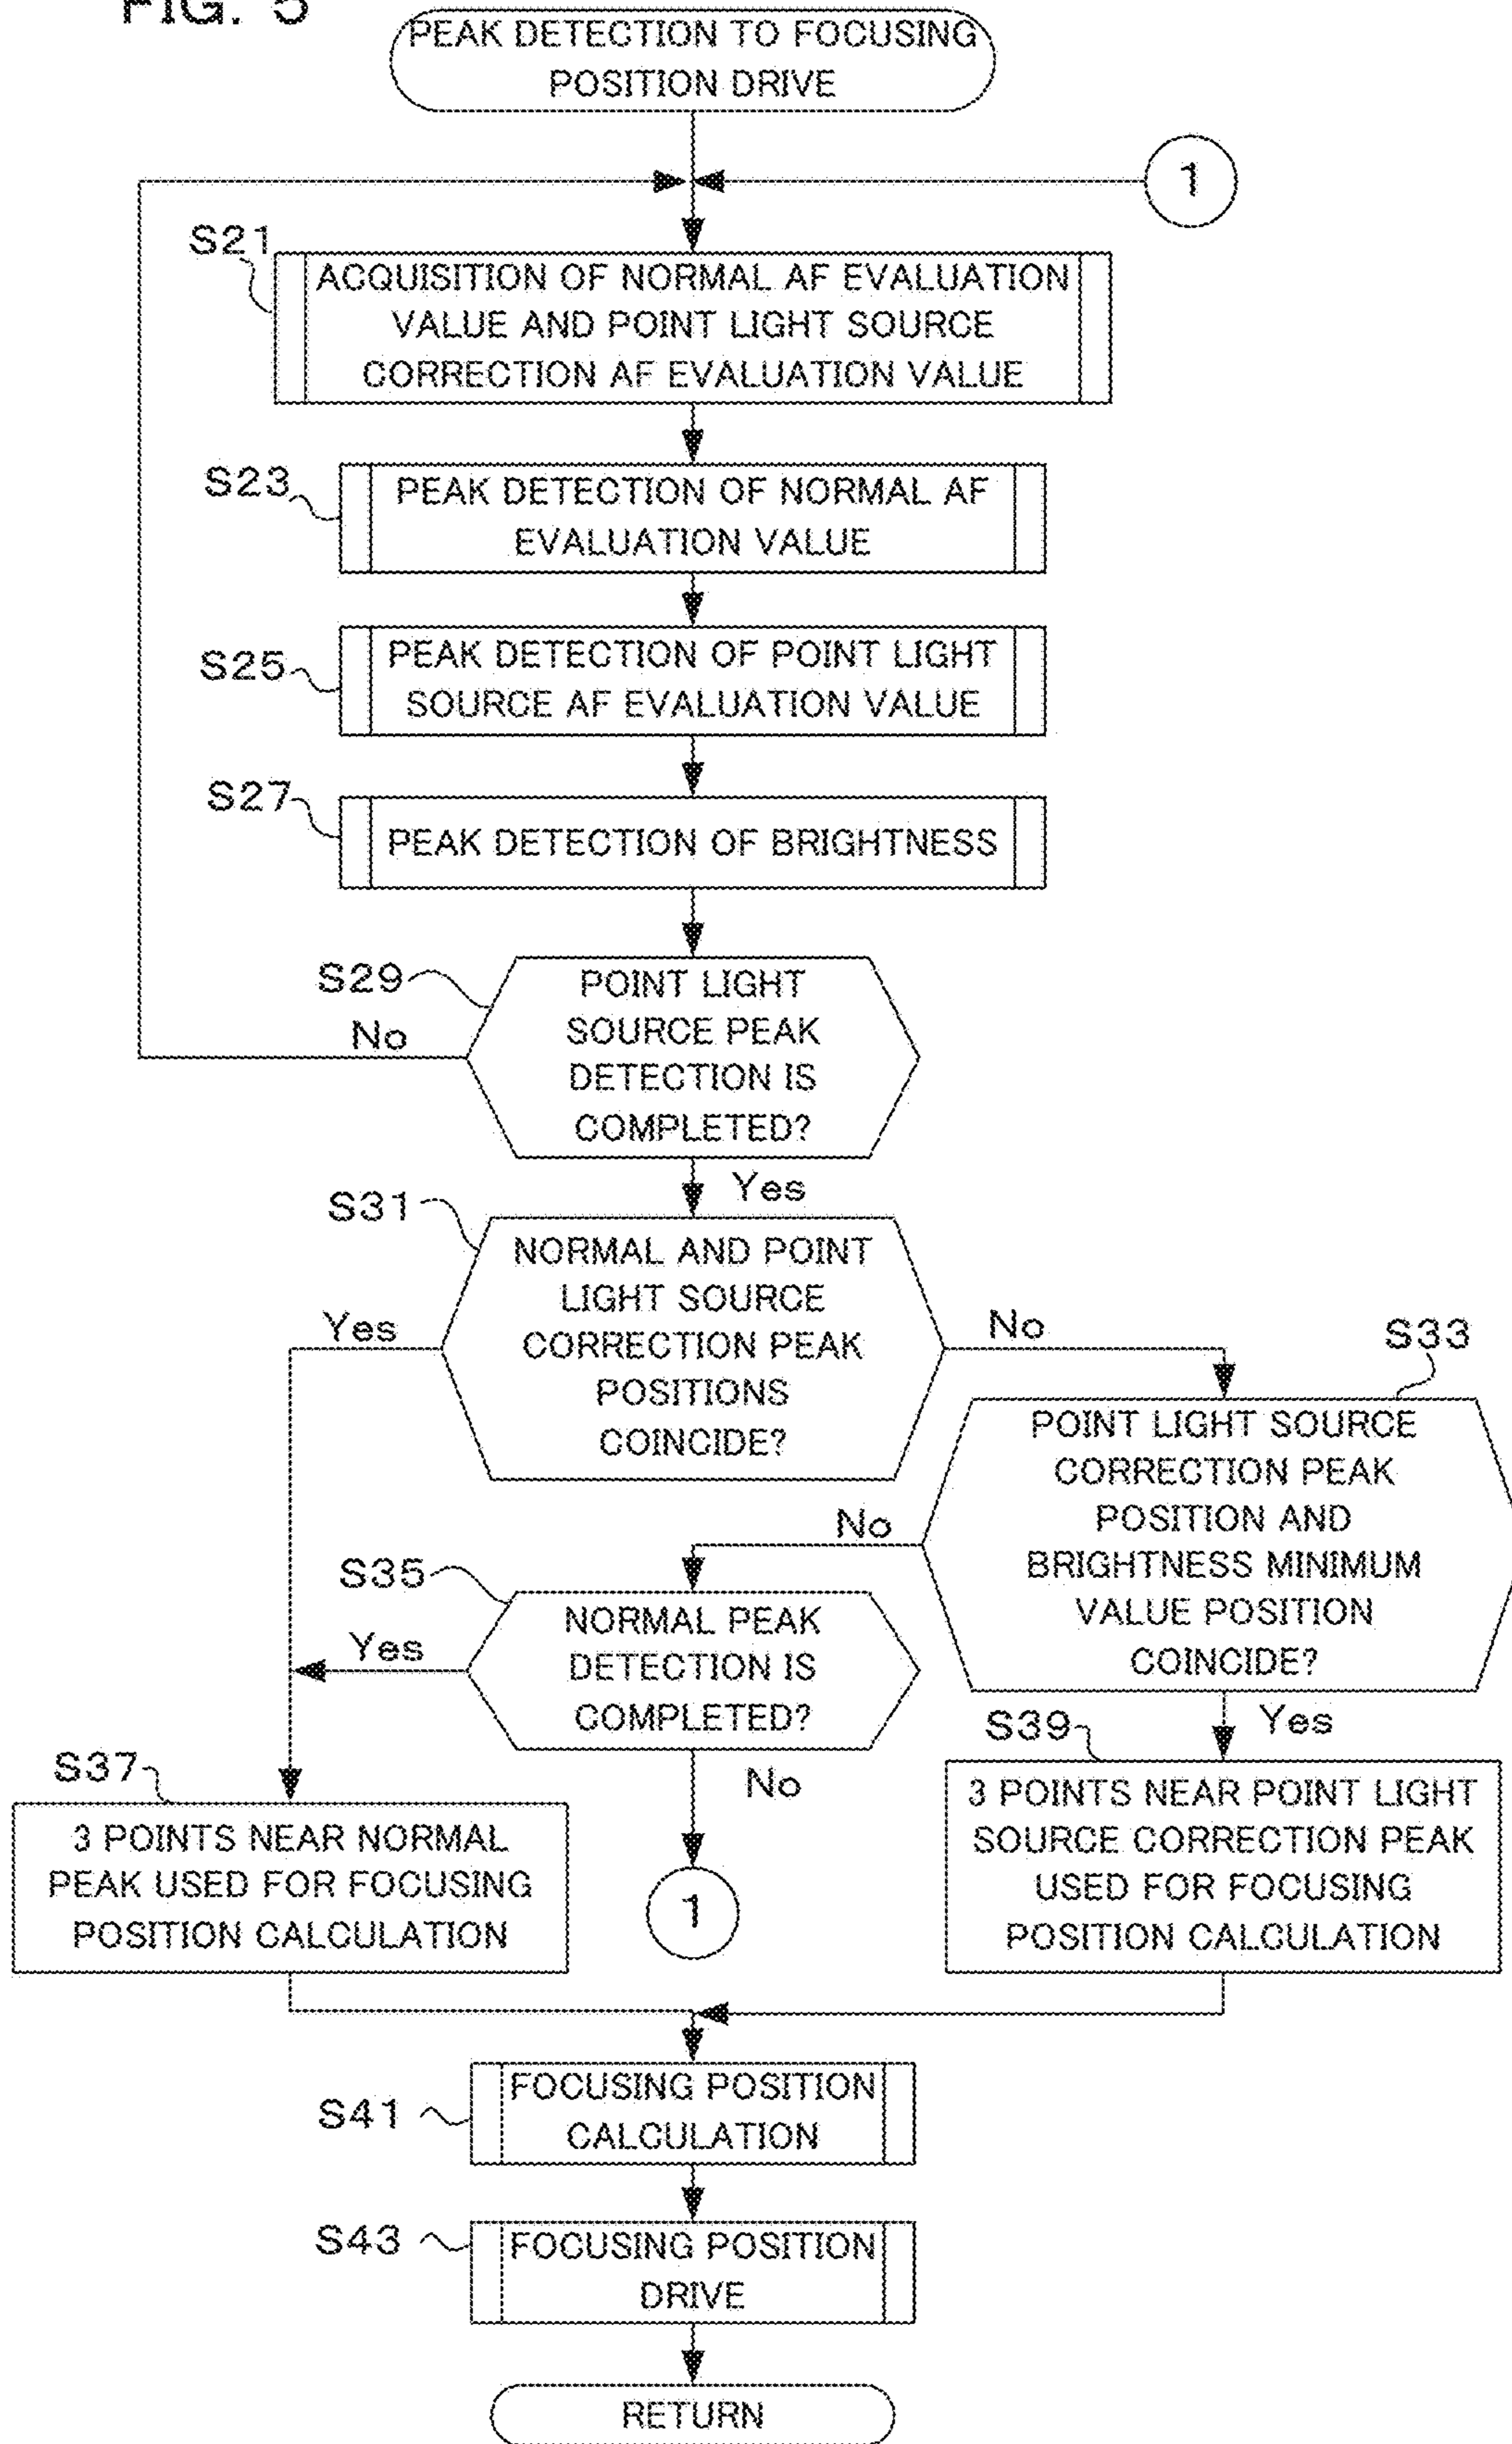 FIG. 5
PEAK DETECTION TO FOCUSING
POSITION DRIVE
1
S21
ACQUISITION OF NORMAL AF EVALUATION
VALUE AND POINT LIGHT SOURCE
CORRECTION AF EVALUATION VALUE
S23
PEAK DETECTION OF NORMAL AF
EVALUATION VALUE
S25
PEAK DETECTION OF POINT LIGHT
SOURCE AF EVALUATION VALUE
S27
PEAK DETECTION OF BRIGHTNESS
S29
POINT LIGHT
SOURCE PEAK
DETECTION IS
COMPLETED?
No
Yes
S31
NORMAL AND POINT
LIGHT SOURCE
CORRECTION PEAK
POSITIONS
COINCIDE?
Yes
No
S33
POINT LIGHT SOURCE
CORRECTION PEAK
POSITION AND
BRIGHTNESS MINIMUM
VALUE POSITION
COINCIDE?
No
Yes
S35
NORMAL PEAK
DETECTION IS
COMPLETED?
Yes
No
1
S37
3 POINTS NEAR NORMAL
PEAK USED FOR FOCUSING
POSITION CALCULATION
S39
3 POINTS NEAR POINT LIGHT
SOURCE CORRECTION PEAK
USED FOR FOCUSING
POSITION CALCULATION
S41
FOCUSING POSITION
CALCULATION
S43
FOCUSING POSITION
DRIVE
RETURN